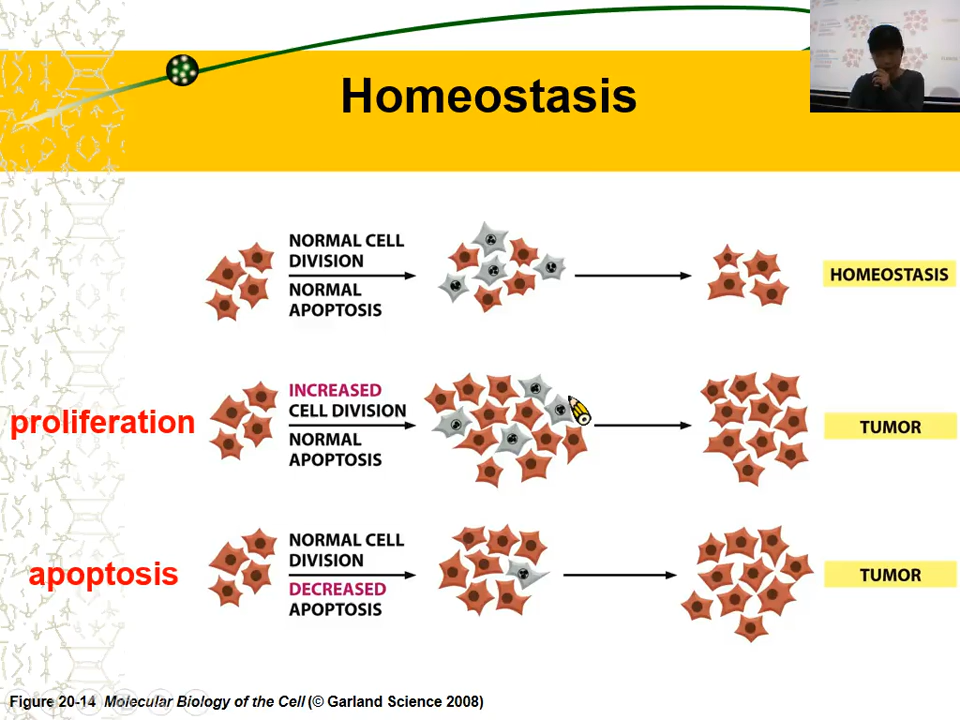 Homeostasis
NORMAL CELL
DIVISION
NORMAL
APOPTOSIS
HOMEOSTASIS
proliferation
INCREASED
CELL DIVISION
NORMAL
APOPTOSIS
TUMOR
apoptosis
NORMAL CELL
DIVISION
DECREASED
APOPTOSIS
TUMOR
Figure 20-14 Molecular Biology of the Cell (© Garland Science 2008)